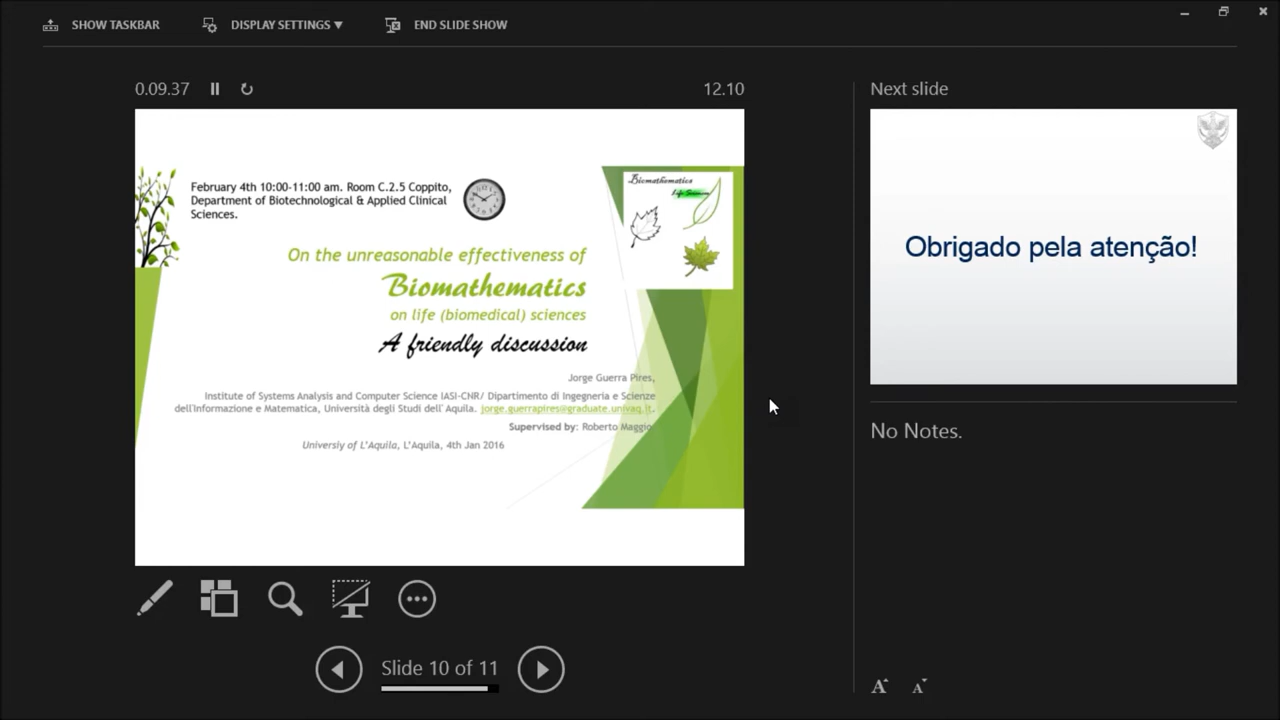 SHOW TASKBAR
DISPLAY SETTINGS ▼
END SLIDE SHOW
0.09.37
12.10
Next slide
February 4th 10:00-11:00 am. Room C.2.5 Coppito,
Department of Biotechnological & Applied Clinical
Sciences.
Biomathematics
Life Sciences
On the unreasonable effectiveness of
Biomathematics
on life (biomedical) sciences
A friendly discussion
Jorge Guerra Pires,
Institute of Systems Analysis and Computer Science IASI-CNR/ Dipartimento di Ingegneria e Scienze
dell'Informazione e Matematica, Università degli Studi dell' Aquila. jorge.guerrapires@graduate.univaq.it.
Supervised by: Roberto Maggio
Universiy of L'Aquila, L'Aquila, 4th Jan 2016
Obrigado pela atenção!
No Notes.
Slide 10 of 11
A A